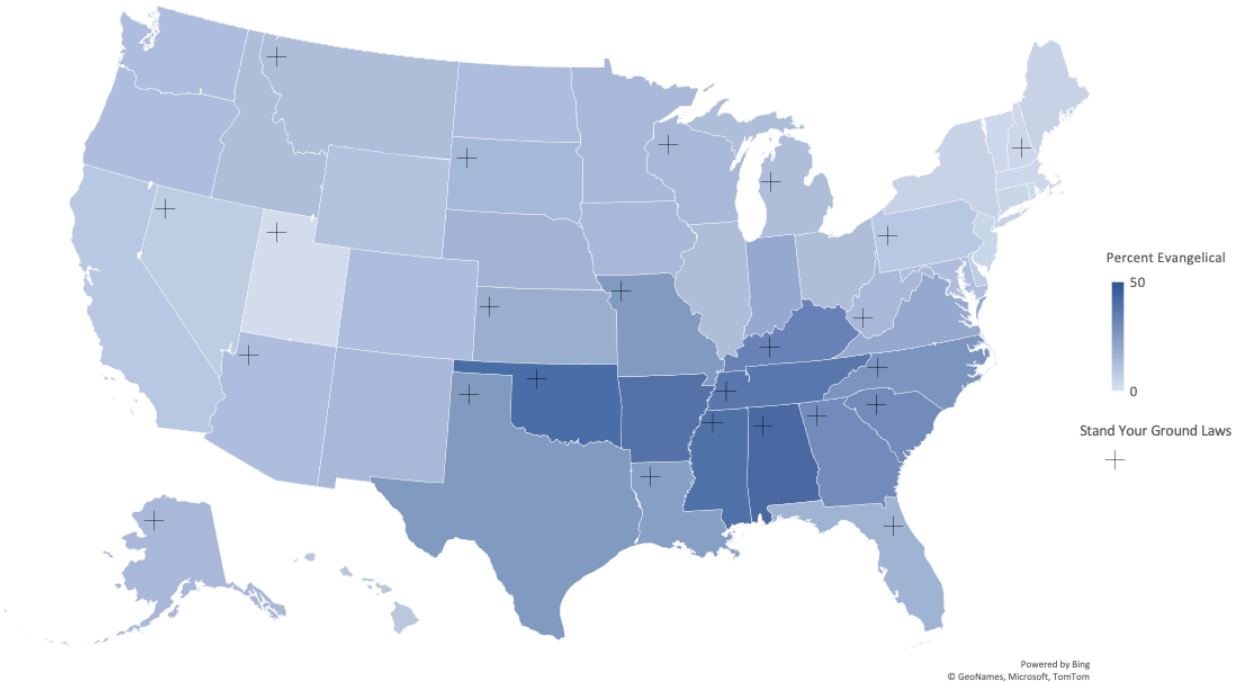 Percent Evangelical
50
0
Stand Your Ground Laws
Powered by Bing
© GeoNames, Microsoft, TomTom